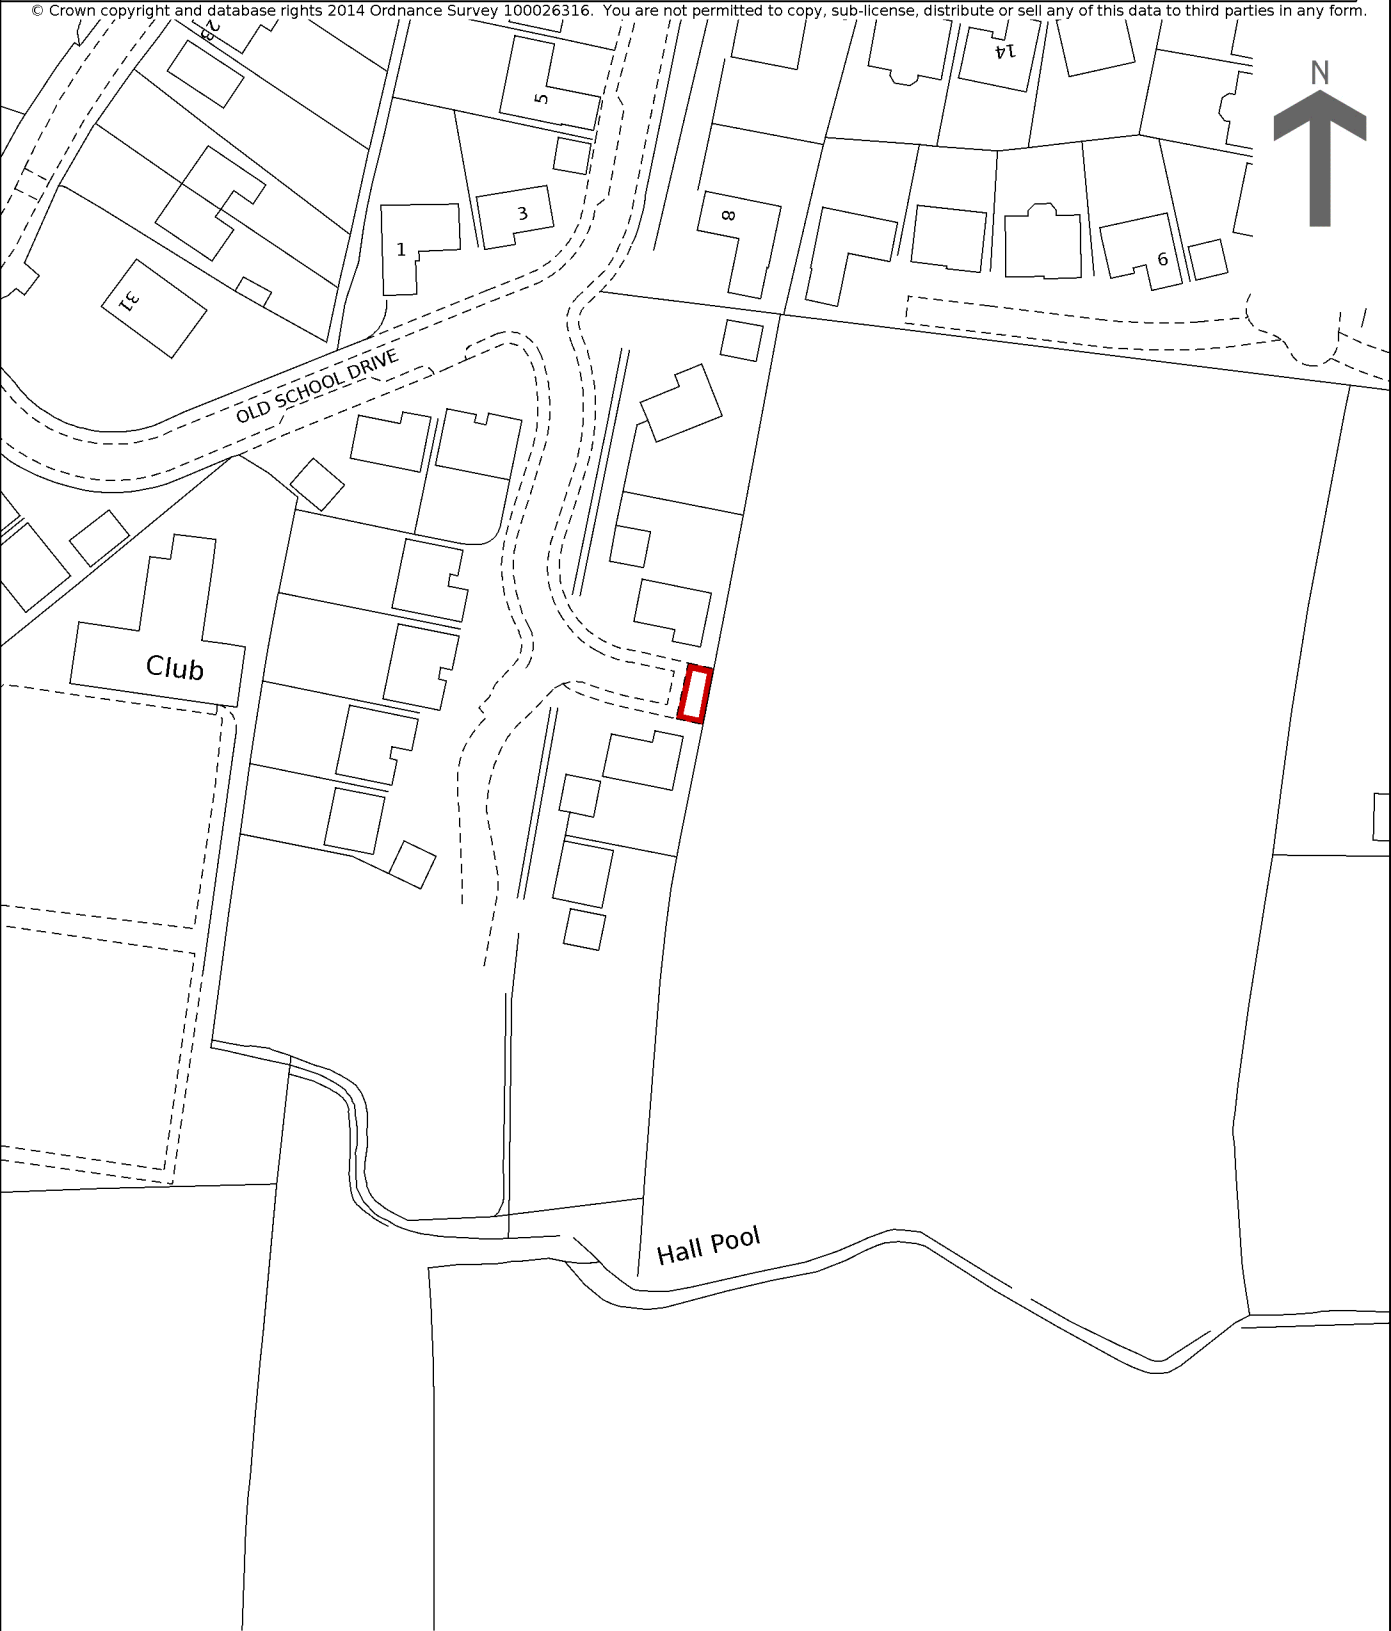 © Crown copyright and database rights 2014 Ordnance Survey 100026316.  You are not permitted to copy, sub-license, distribute or sell any of this data to third parties in any form.
14
N
5
3
8
1
6
31
OLD SCHOOL DRIVE
Club
Hall Pool